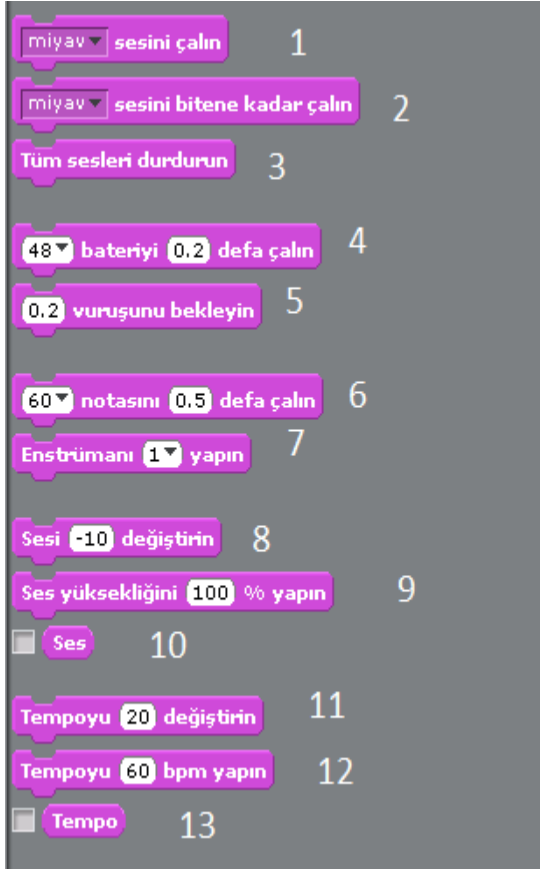 miyav sesini çalın 1
miyav sesini bitene kadar çalın 2
Tüm sesleri durdurun 3
48 bateriyi 0.2 defa çalın 4
0.2 vuruşunu bekleyin 5
60 notasını 0.5 defa çalın 6
Enstrümanı 1 yapın 7
Sesi -10 değiştirin 8
Ses yüksekliğini 100 % yapın 9
Ses 10
Tempoyu 20 değiştirin 11
Tempoyu 60 bpm yapın 12
Tempo 13